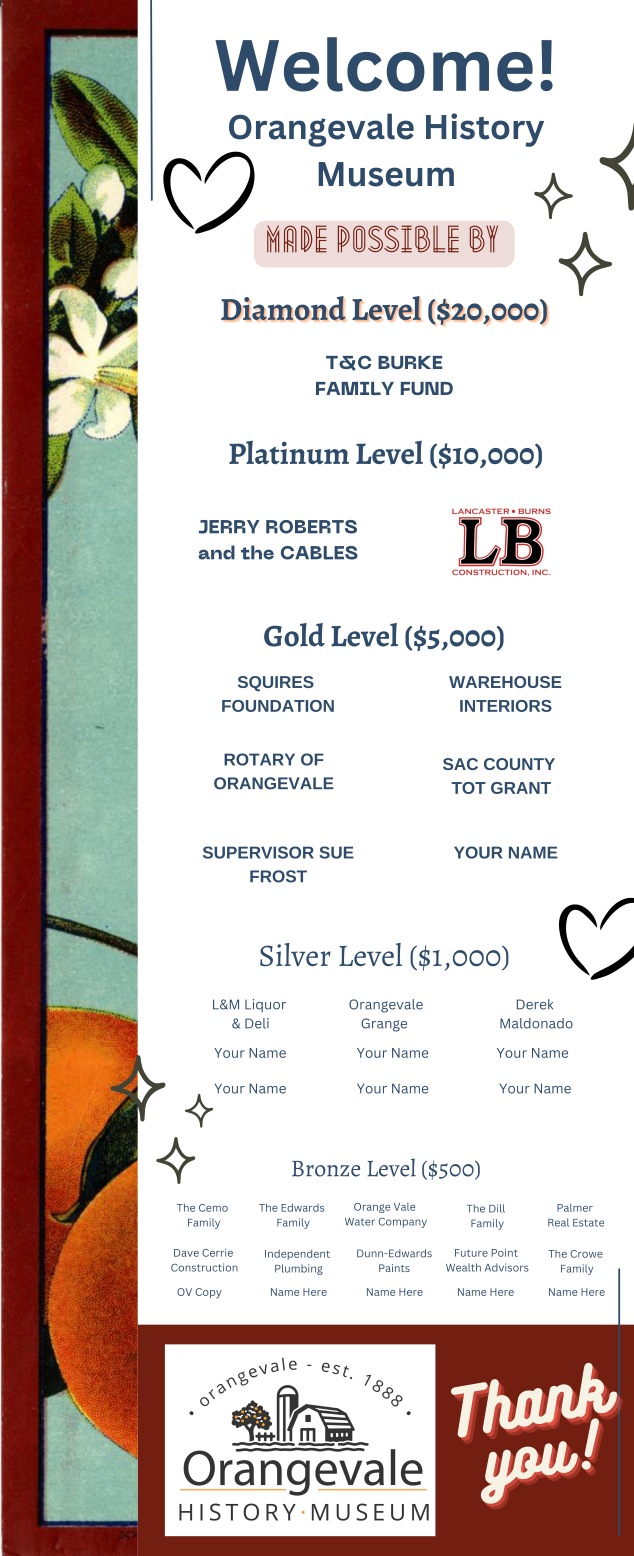 Welcome!
Orangevale History
Museum
MADE POSSIBLE BY
Diamond Level ($20,000)
T&C BURKE
FAMILY FUND
Platinum Level ($10,000)
JERRY ROBERTS
and the CABLES
LANCASTER • BURNS
LB
CONSTRUCTION, INC.
Gold Level ($5,000)
SQUIRES
FOUNDATION
WAREHOUSE
INTERIORS
ROTARY OF
ORANGEVALE
SAC COUNTY
TOT GRANT
SUPERVISOR SUE
FROST
YOUR NAME
Silver Level ($1,000)
L&M Liquor
& Deli
Orangevale
Grange
Derek
Maldonado
Your Name
Your Name
Your Name
Your Name
Your Name
Your Name
Bronze Level ($500)
The Cemo
Family
The Edwards
Family
Orange Vale
Water Company
The Dill
Family
Palmer
Real Estate
Dave Cerrie
Construction
Independent
Plumbing
Dunn-Edwards
Paints
Future Point
Wealth Advisors
The Crowe
Family
OV Copy
Name Here
Name Here
Name Here
Name Here
• orangevale - est. 1888 •
Orangevale
HISTORY·MUSEUM
Thank
you!